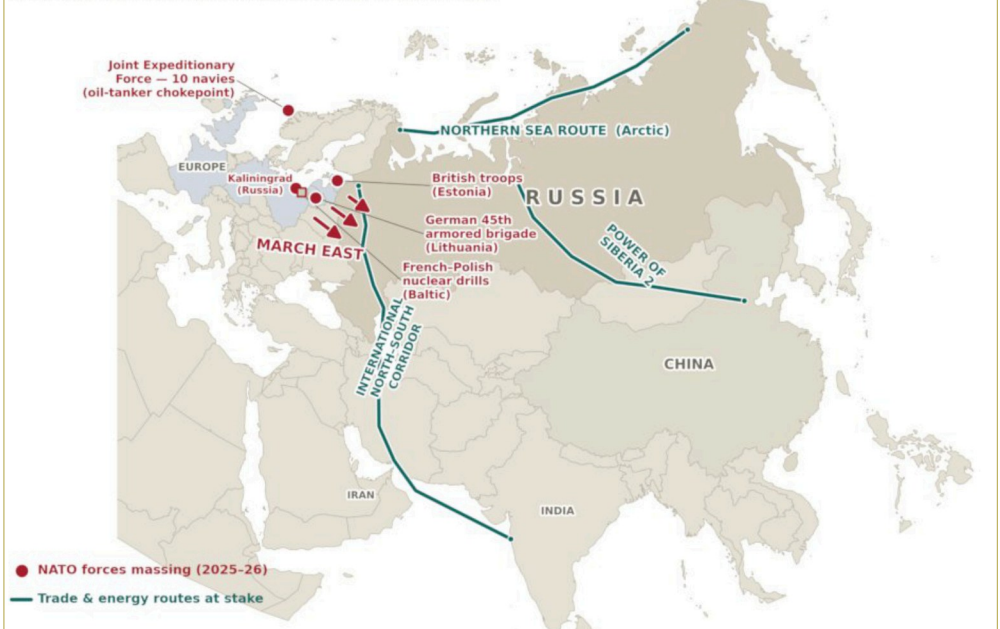 Joint Expeditionary
Force — 10 navies
(oil-tanker chokepoint)
NORTHERN SEA ROUTE (Arctic)
EUROPE
Kaliningrad
(Russia)
British troops
(Estonia)
RUSSIA
German 45th
armored brigade
(Lithuania)
MARCH EAST
French–Polish
nuclear drills
(Baltic)
POWER OF
SIBERIA 2
INTERNATIONAL
NORTH–SOUTH
CORRIDOR
CHINA
IRAN
INDIA
NATO forces massing (2025–26)
Trade & energy routes at stake